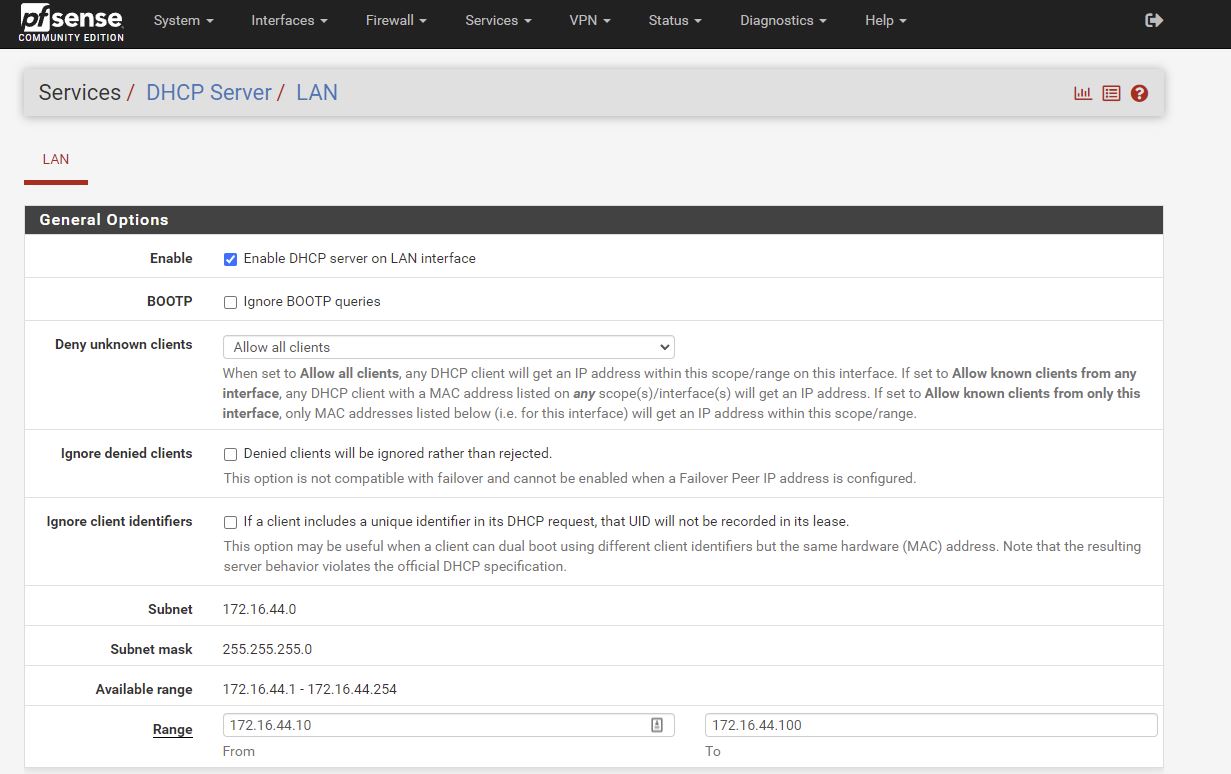 pfsense
COMMUNITY EDITION
System Interfaces Firewall Services VPN Status Diagnostics Help
Services / DHCP Server / LAN
LAN
General Options
Enable Enable DHCP server on LAN interface
BOOTP Ignore BOOTP queries
Deny unknown clients Allow all clients
When set to Allow all clients, any DHCP client will get an IP address within this scope/range on this interface. If set to Allow known clients from any
interface, any DHCP client with a MAC address listed on any scope(s)/interface(s) will get an IP address. If set to Allow known clients from only this
interface, only MAC addresses listed below (i.e. for this interface) will get an IP address within this scope/range.
Ignore denied clients Denied clients will be ignored rather than rejected.
This option is not compatible with failover and cannot be enabled when a Failover Peer IP address is configured.
Ignore client identifiers If a client includes a unique identifier in its DHCP request, that UID will not be recorded in its lease.
This option may be useful when a client can dual boot using different client identifiers but the same hardware (MAC) address. Note that the resulting
server behavior violates the official DHCP specification.
Subnet 172.16.44.0
Subnet mask 255.255.255.0
Available range 172.16.44.1 - 172.16.44.254
Range 172.16.44.10 172.16.44.100
From To